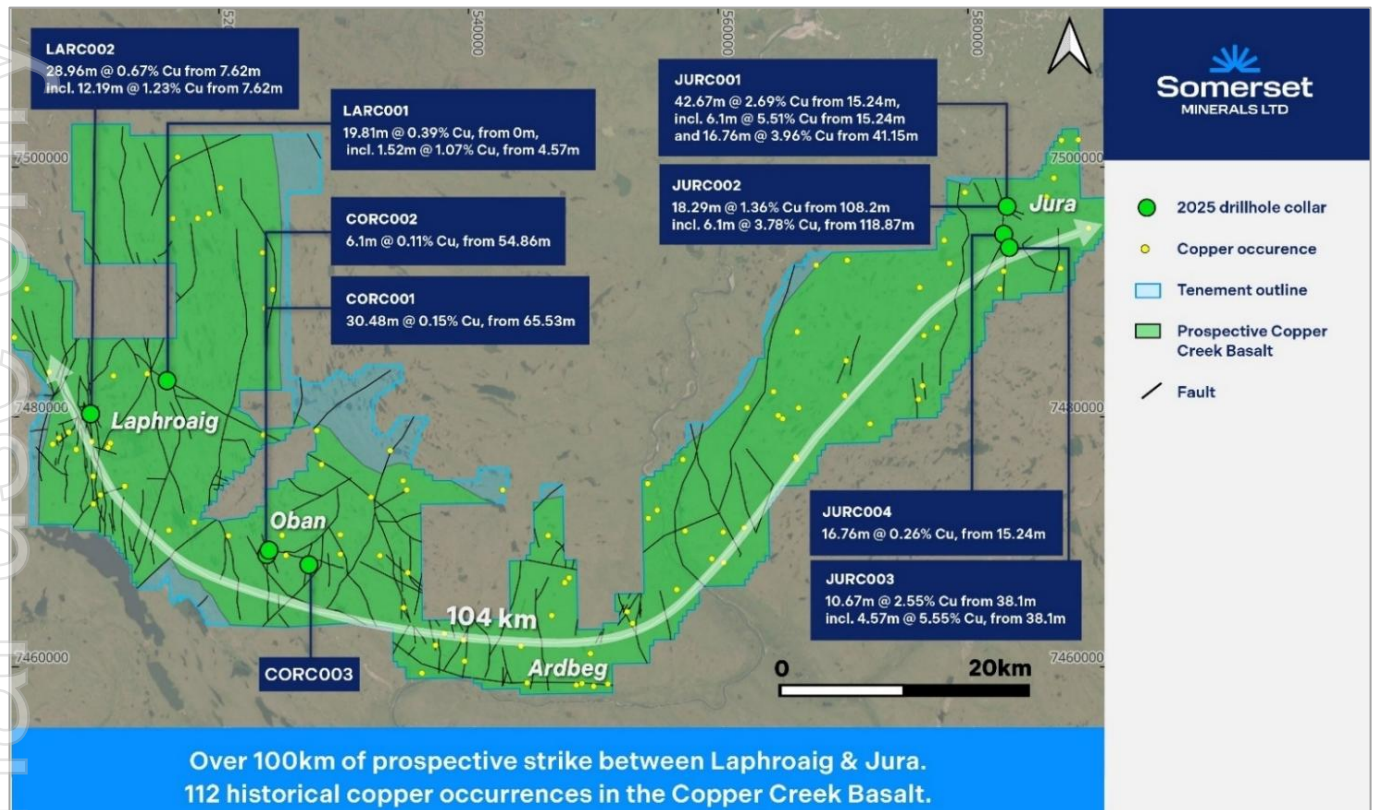 520000
540000
560000
580000
LARC002
28.96m @ 0.67% Cu from 7.62m
incl. 12.19m @ 1.23% Cu from 7.62m
LARC001
19.81m @ 0.39% Cu, from 0m,
incl. 1.52m @ 1.07% Cu, from 4.57m
CORC002
6.1m @ 0.11% Cu, from 54.86m
CORC001
30.48m @ 0.15% Cu, from 65.53m
JURC001
42.67m @ 2.69% Cu from 15.24m,
incl. 6.1m @ 5.51% Cu from 15.24m
and 16.76m @ 3.96% Cu from 41.15m
JURC002
18.29m @ 1.36% Cu from 108.2m
incl. 6.1m @ 3.78% Cu from 118.87m
7500000
7500000
Jura
7480000
7480000
Laphroaig
Oban
JURC004
16.76m @ 0.26% Cu, from 15.24m
JURC003
10.67m @ 2.55% Cu from 38.1m
incl. 4.57m @ 5.55% Cu, from 38.1m
104 km
7460000
7460000
CORC003
Ardbeg
0 20km
Somerset
MINERALS LTD
2025 drillhole collar
Copper occurence
Tenement outline
Prospective Copper
Creek Basalt
Fault
Over 100km of prospective strike between Laphroaig & Jura.
112 historical copper occurrences in the Copper Creek Basalt.